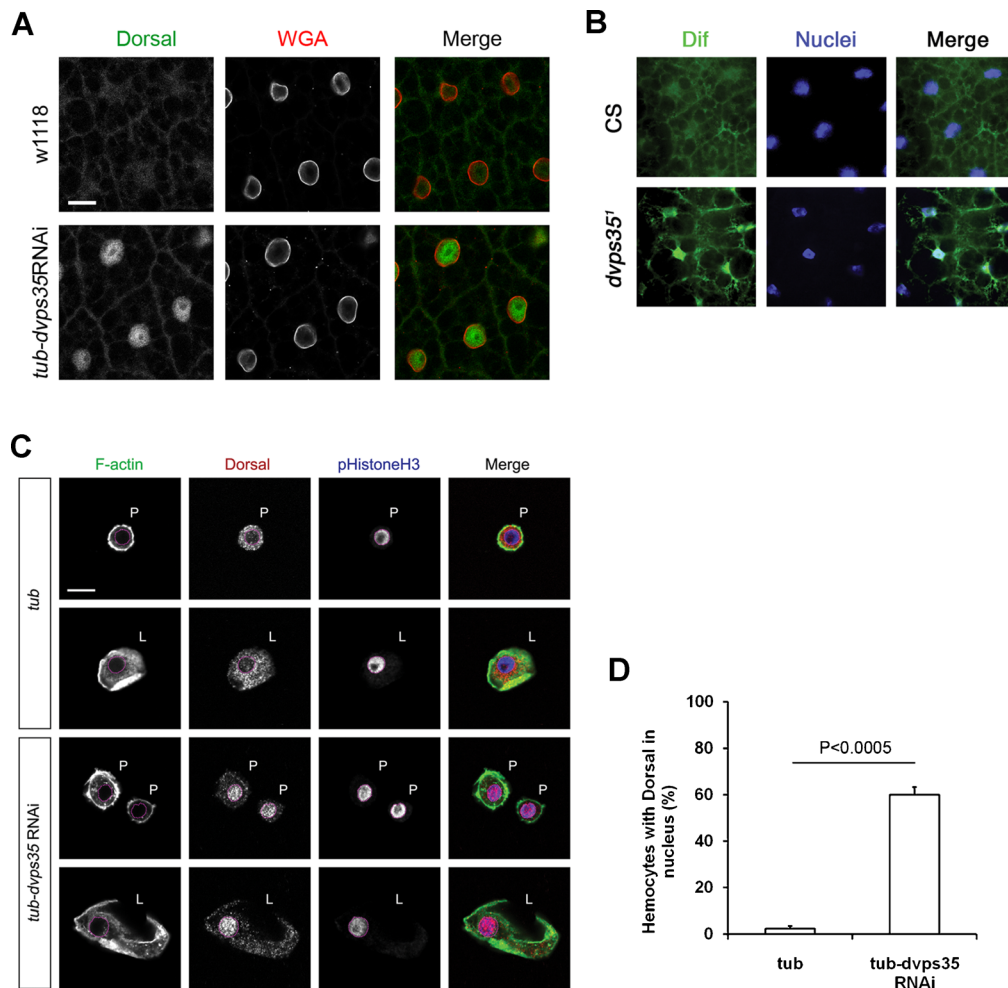 A
Dorsal WGA Merge
w1118
tub-dvps35RNAi
B
Dif Nuclei Merge
CS
dvps35¹
C
F-actin Dorsal pHistoneH3 Merge
tub
P P P
L L L
tub-dvps35 RNAi
P P P
P P P
L L L
D
Hemocytes with Dorsal in
nucleus (%)
100
80
60
40
20
0
P<0.0005
tub tub-dvps35
RNAi